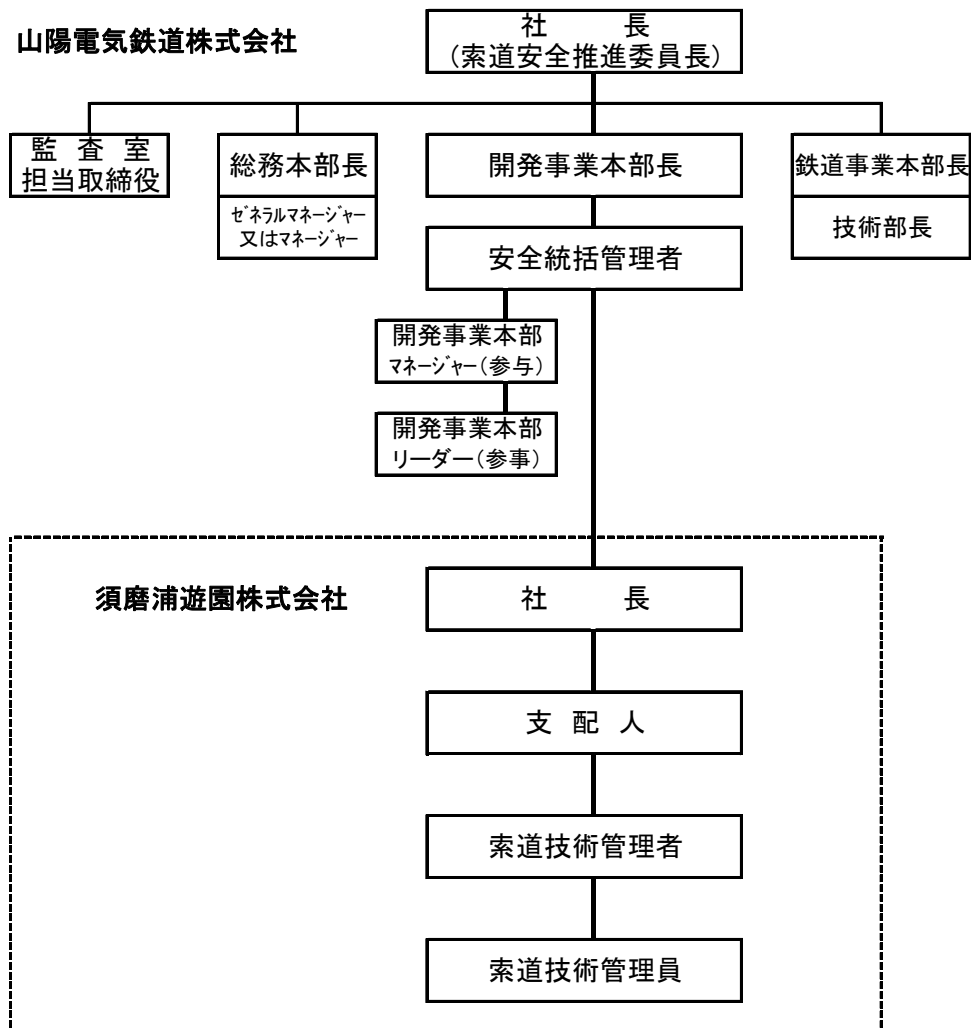 山陽電気鉄道株式会社
社　　長
(索道安全推進委員長)
監　査　室
担当取締役
総務本部長
ｾﾞﾈﾗﾙﾏﾈｰｼﾞｬｰ
又はﾏﾈｰｼﾞｬｰ
開発事業本部長
鉄道事業本部長
技術部長
安全統括管理者
開発事業本部
ﾏﾈｰｼﾞｬｰ(参与)
開発事業本部
リーダー(参事)
須磨浦遊園株式会社
社　　長
支　配　人
索道技術管理者
索道技術管理員